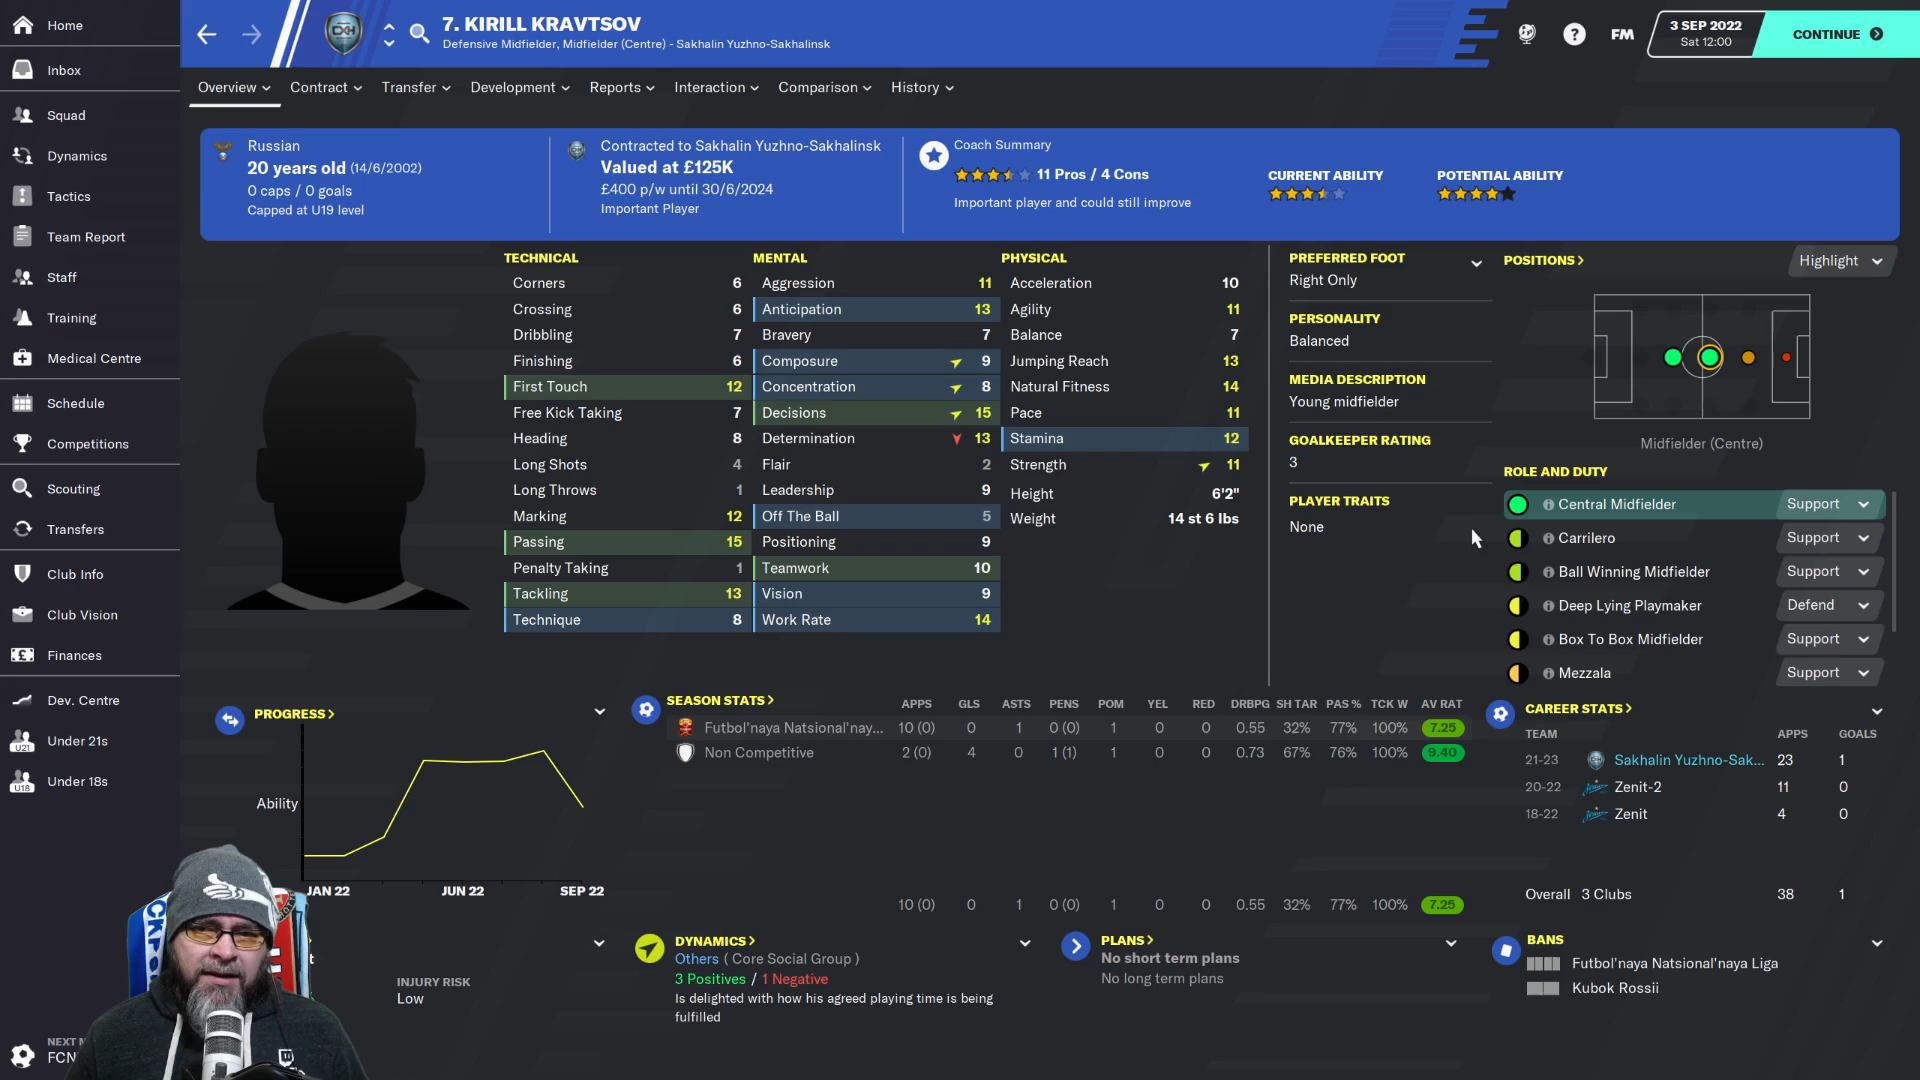 Home
Inbox
Squad
Dynamics
Tactics
Team Report
Staff
Training
Medical Centre
Schedule
Competitions
Scouting
Transfers
Club Info
Club Vision
Finances
Dev. Centre
Under 21s
Under 18s
NEXT
FCN
7. KIRILL KRAVTSOV
Defensive Midfielder, Midfielder (Centre) - Sakhalin Yuzhno-Sakhalinsk
FM
3 SEP 2022
Sat 12:00
CONTINUE
Overview Contract Transfer Development Reports Interaction Comparison History
Russian
20 years old (14/6/2002)
0 caps / 0 goals
Capped at U19 level
Contracted to Sakhalin Yuzhno-Sakhalinsk
Valued at £125K
£400 p/w until 30/6/2024
Important Player
Coach Summary
11 Pros / 4 Cons
Important player and could still improve
CURRENT ABILITY
POTENTIAL ABILITY
TECHNICAL
Corners 6
Crossing 6
Dribbling 7
Finishing 6
First Touch 12
Free Kick Taking 7
Heading 8
Long Shots 4
Long Throws 1
Marking 12
Passing 15
Penalty Taking 1
Tackling 13
Technique 8
MENTAL
Aggression 11
Anticipation 13
Bravery 7
Composure 9
Concentration 8
Decisions 15
Determination 13
Flair 2
Leadership 9
Off The Ball 5
Positioning 9
Teamwork 10
Vision 9
Work Rate 14
PHYSICAL
Acceleration 10
Agility 11
Balance 7
Jumping Reach 13
Natural Fitness 14
Pace 11
Stamina 12
Strength 11
Height 6'2"
Weight 14 st 6 lbs
PREFERRED FOOT
Right Only
PERSONALITY
Balanced
MEDIA DESCRIPTION
Young midfielder
GOALKEEPER RATING
3
PLAYER TRAITS
None
POSITIONS
Highlight
Midfielder (Centre)
ROLE AND DUTY
Central Midfielder Support
Carrilero Support
Ball Winning Midfielder Support
Deep Lying Playmaker Defend
Box To Box Midfielder Support
Mezzala Support
PROGRESS
Ability
JAN 22 JUN 22 SEP 22
SEASON STATS APPS GLS ASTS PENS POM YEL RED DRBPG SH TAR PAS % TCK W AV RAT
Futbol'naya Natsional'nay... 10 (0) 0 1 0 (0) 1 0 0 0.55 32% 77% 100% 7.25
Non Competitive 2 (0) 4 0 1 (1) 1 0 0 0.73 67% 76% 100% 9.40
10 (0) 0 1 0 (0) 1 0 0 0.55 32% 77% 100% 7.25
CAREER STATS
TEAM APPS GOALS
21-23 Sakhalin Yuzhno-Sak... 23 1
20-22 Zenit-2 11 0
18-22 Zenit 4 0
Overall 3 Clubs 38 1
INJURY RISK
Low
DYNAMICS
Others ( Core Social Group )
3 Positives / 1 Negative
Is delighted with how his agreed playing time is being
fulfilled
PLANS
No short term plans
No long term plans
BANS
Futbol'naya Natsional'naya Liga
Kubok Rossii